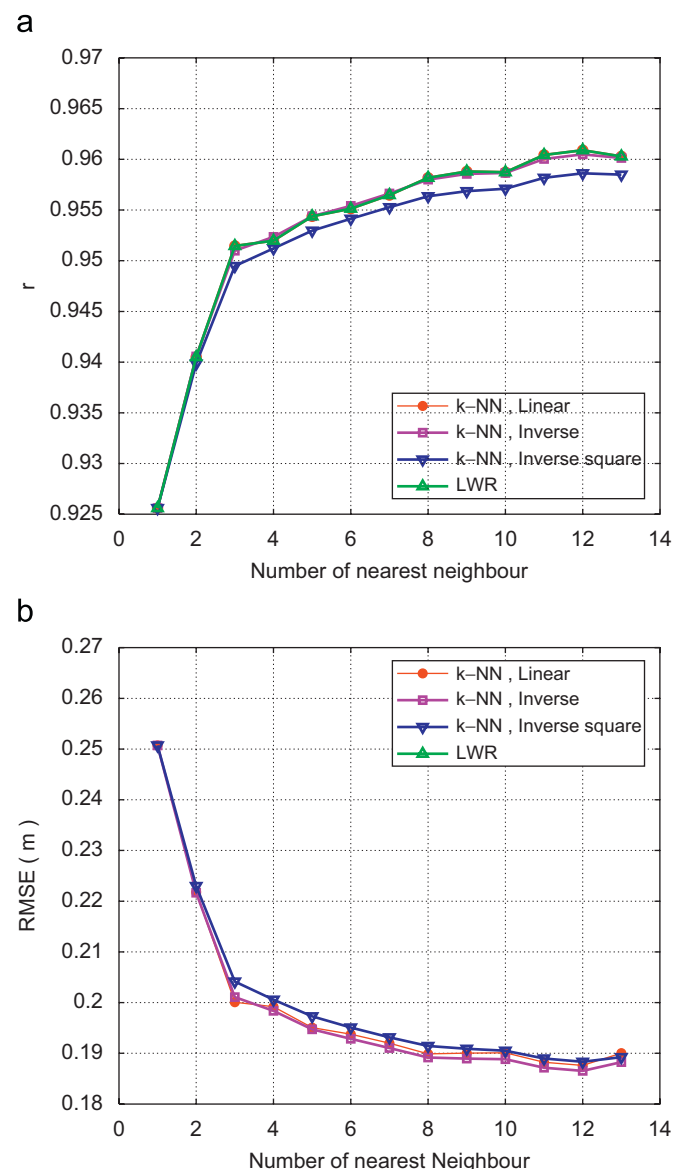 a
0.97
0.965
0.96
0.955
0.95
0.945
0.94
0.935
0.93
0.925
r
k–NN , Linear
k–NN , Inverse
k–NN , Inverse square
LWR
0 2 4 6 8 10 12 14
Number of nearest neighbour
b
0.27
0.26
0.25
0.24
0.23
0.22
0.21
0.2
0.19
0.18
RMSE ( m )
k–NN , Linear
k–NN , Inverse
k–NN , Inverse square
LWR
0 2 4 6 8 10 12 14
Number of nearest Neighbour